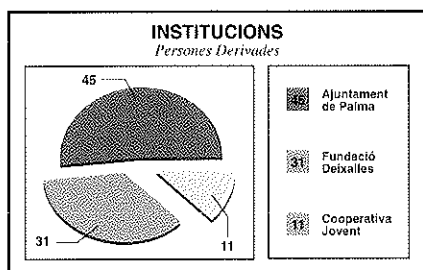 INSTITUCIONS
Persones Derivades
45
31
11
45 Ajuntament
de Palma
31 Fundació
Deixalles
11 Cooperativa
Jovent